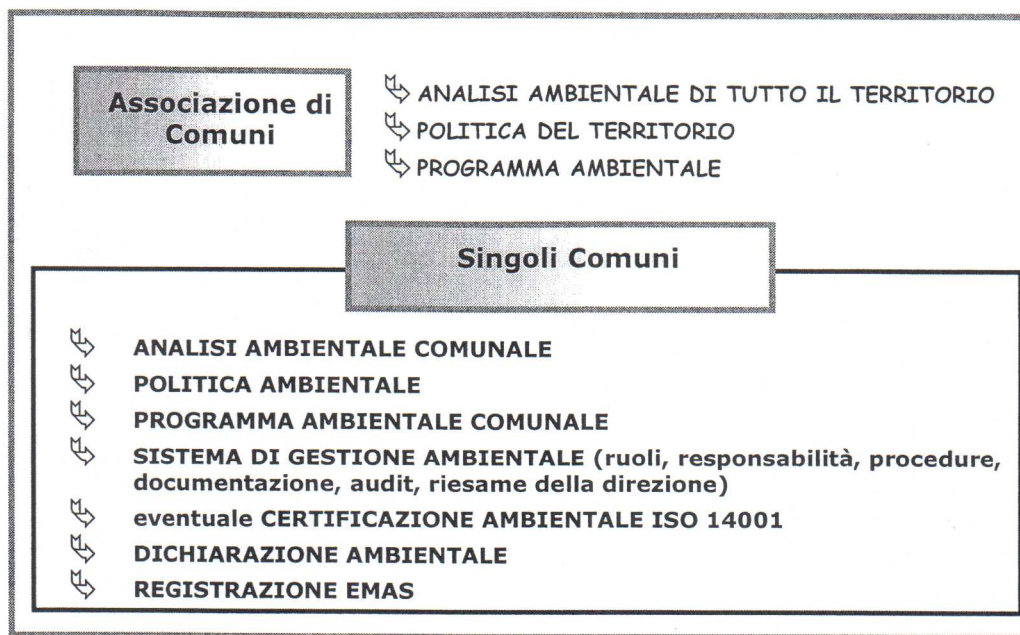 Associazione di
Comuni
ANALISI AMBIENTALE DI TUTTO IL TERRITORIO
POLITICA DEL TERRITORIO
PROGRAMMA AMBIENTALE
Singoli Comuni
ANALISI AMBIENTALE COMUNALE
POLITICA AMBIENTALE
PROGRAMMA AMBIENTALE COMUNALE
SISTEMA DI GESTIONE AMBIENTALE (ruoli, responsabilità, procedure,
documentazione, audit, riesame della direzione)
eventuale CERTIFICAZIONE AMBIENTALE ISO 14001
DICHIARAZIONE AMBIENTALE
REGISTRAZIONE EMAS